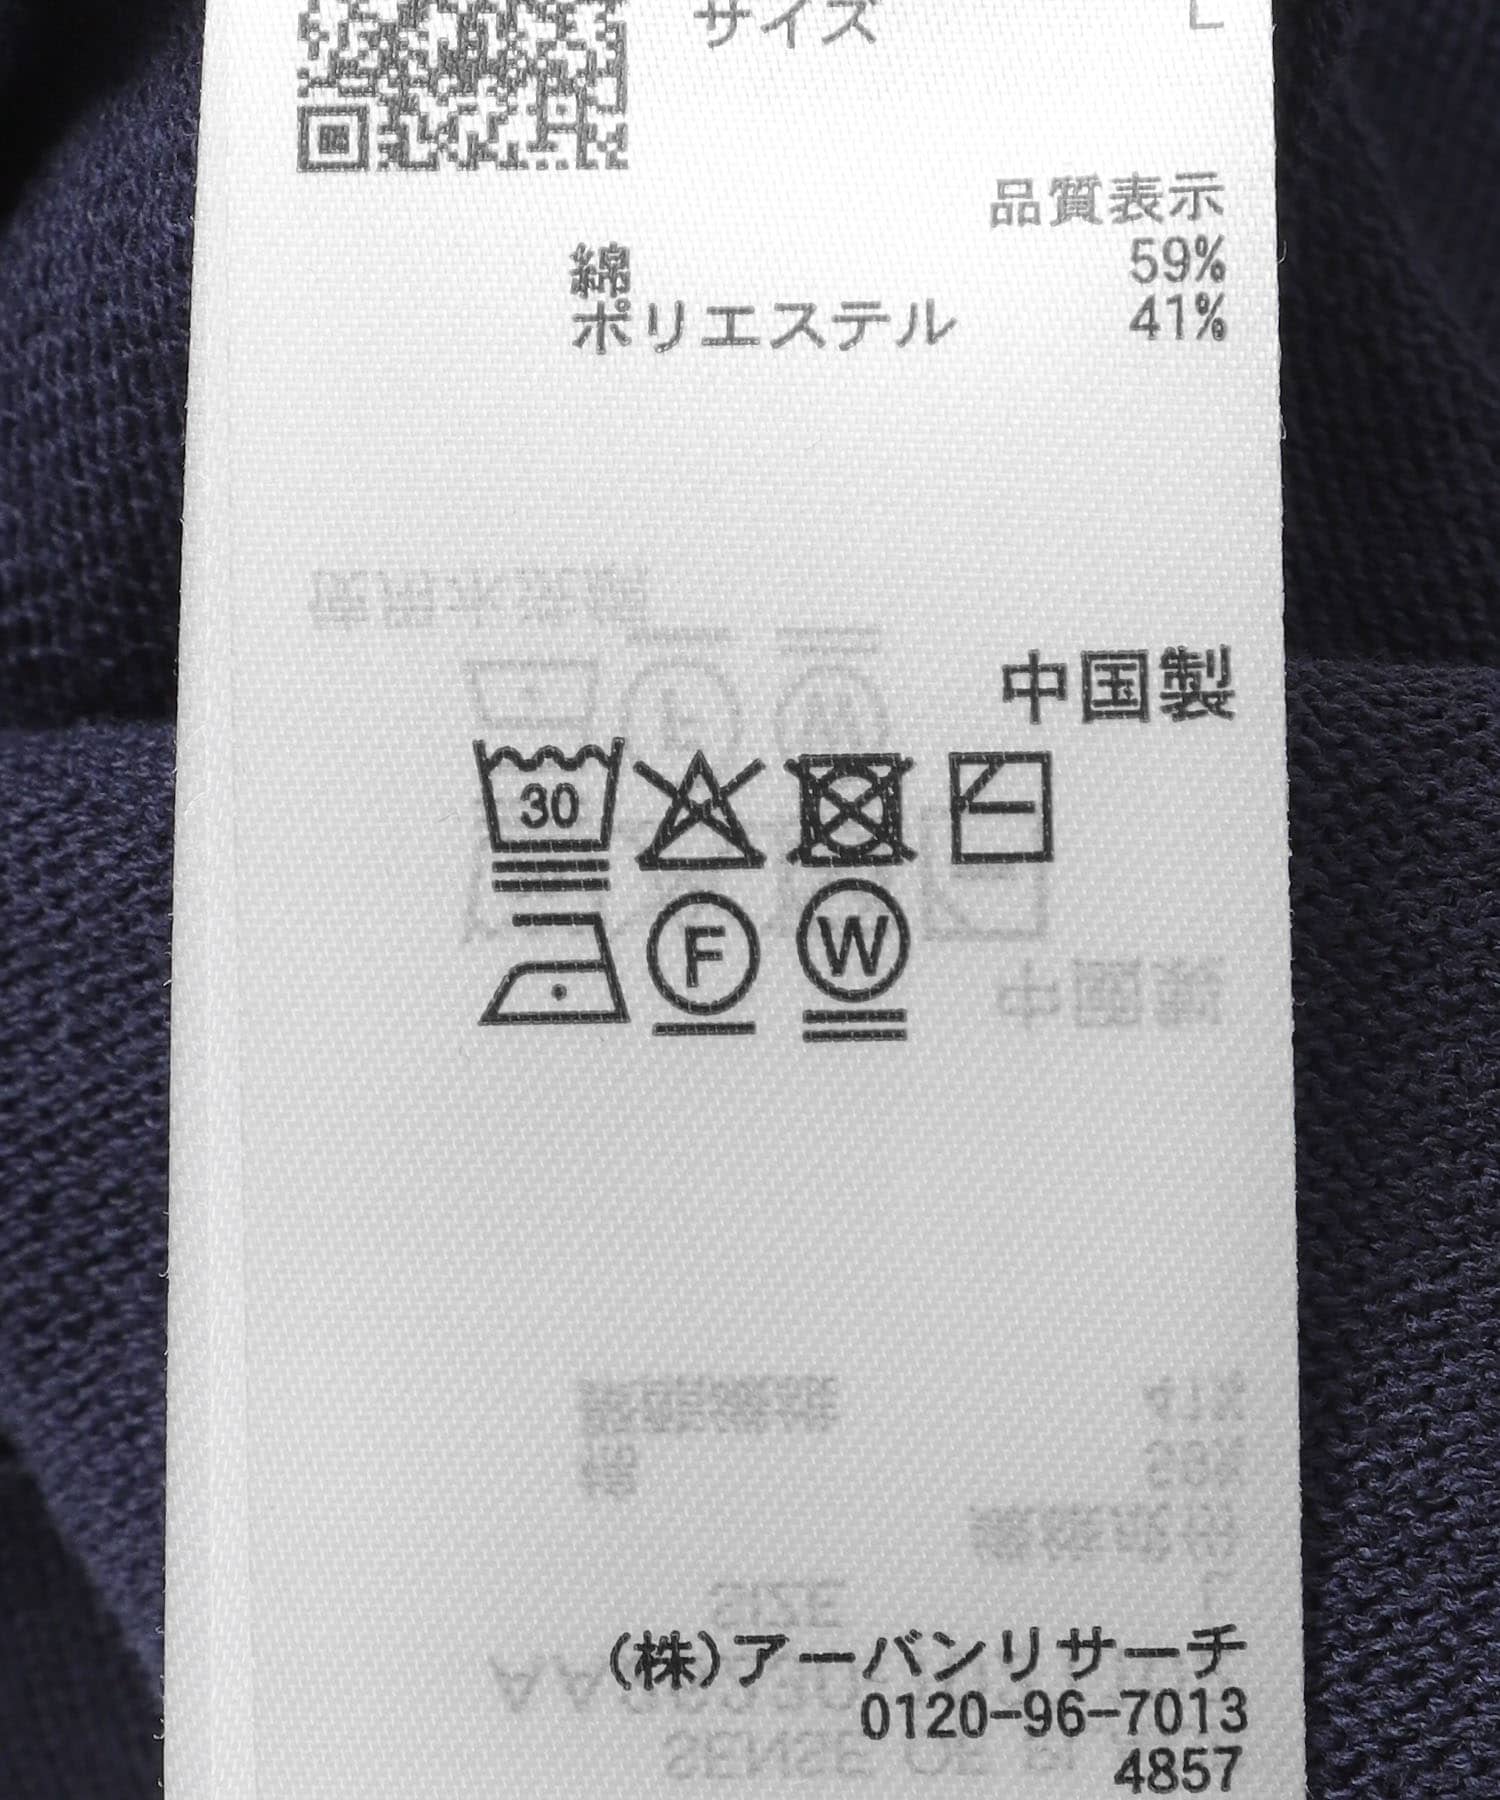 サイズ L
品質表示
綿 59%
ポリエステル 41%
中国製
30
F W
(株)アーバンリサーチ
0120-96-7013
4857